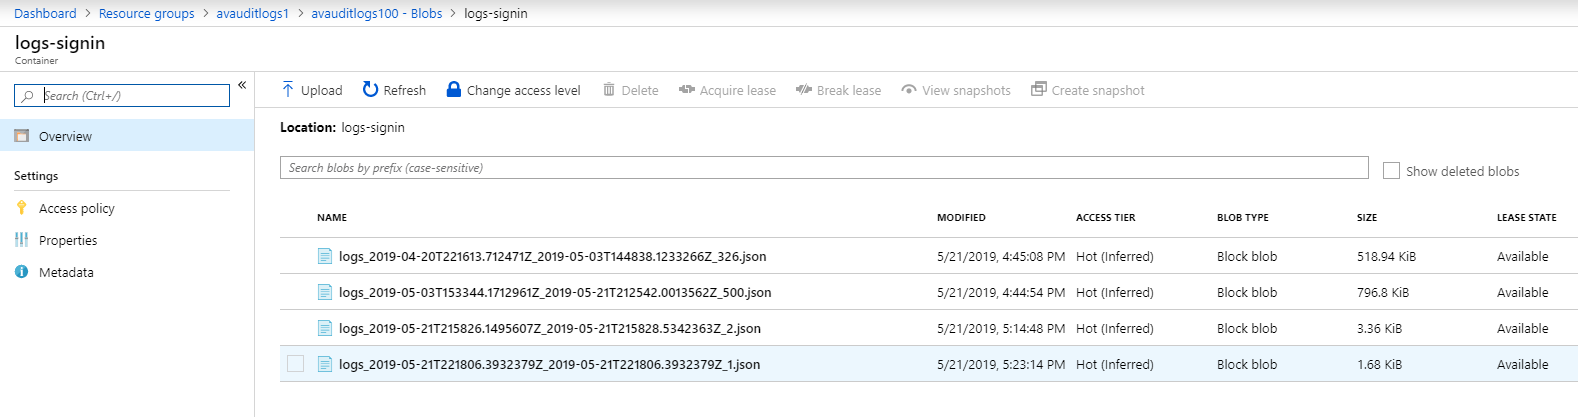 Dashboard > Resource groups > avauditlogs1 > avauditlogs100 - Blobs > logs-signin
logs-signin
Container
Search (Ctrl+/)
Overview
Settings
Access policy
Properties
Metadata
Upload Refresh Change access level Delete Acquire lease Break lease View snapshots Create snapshot
Location: logs-signin
Search blobs by prefix (case-sensitive)
Show deleted blobs
NAME MODIFIED ACCESS TIER BLOB TYPE SIZE LEASE STATE
logs_2019-04-20T221613.712471Z_2019-05-03T144838.1233266Z_326.json 5/21/2019, 4:45:08 PM Hot (Inferred) Block blob 518.94 KiB Available
logs_2019-05-03T153344.1712961Z_2019-05-21T212542.0013562Z_500.json 5/21/2019, 4:44:54 PM Hot (Inferred) Block blob 796.8 KiB Available
logs_2019-05-21T215826.1495607Z_2019-05-21T215828.5342363Z_2.json 5/21/2019, 5:14:48 PM Hot (Inferred) Block blob 3.36 KiB Available
logs_2019-05-21T221806.3932379Z_2019-05-21T221806.3932379Z_1.json 5/21/2019, 5:23:14 PM Hot (Inferred) Block blob 1.68 KiB Available